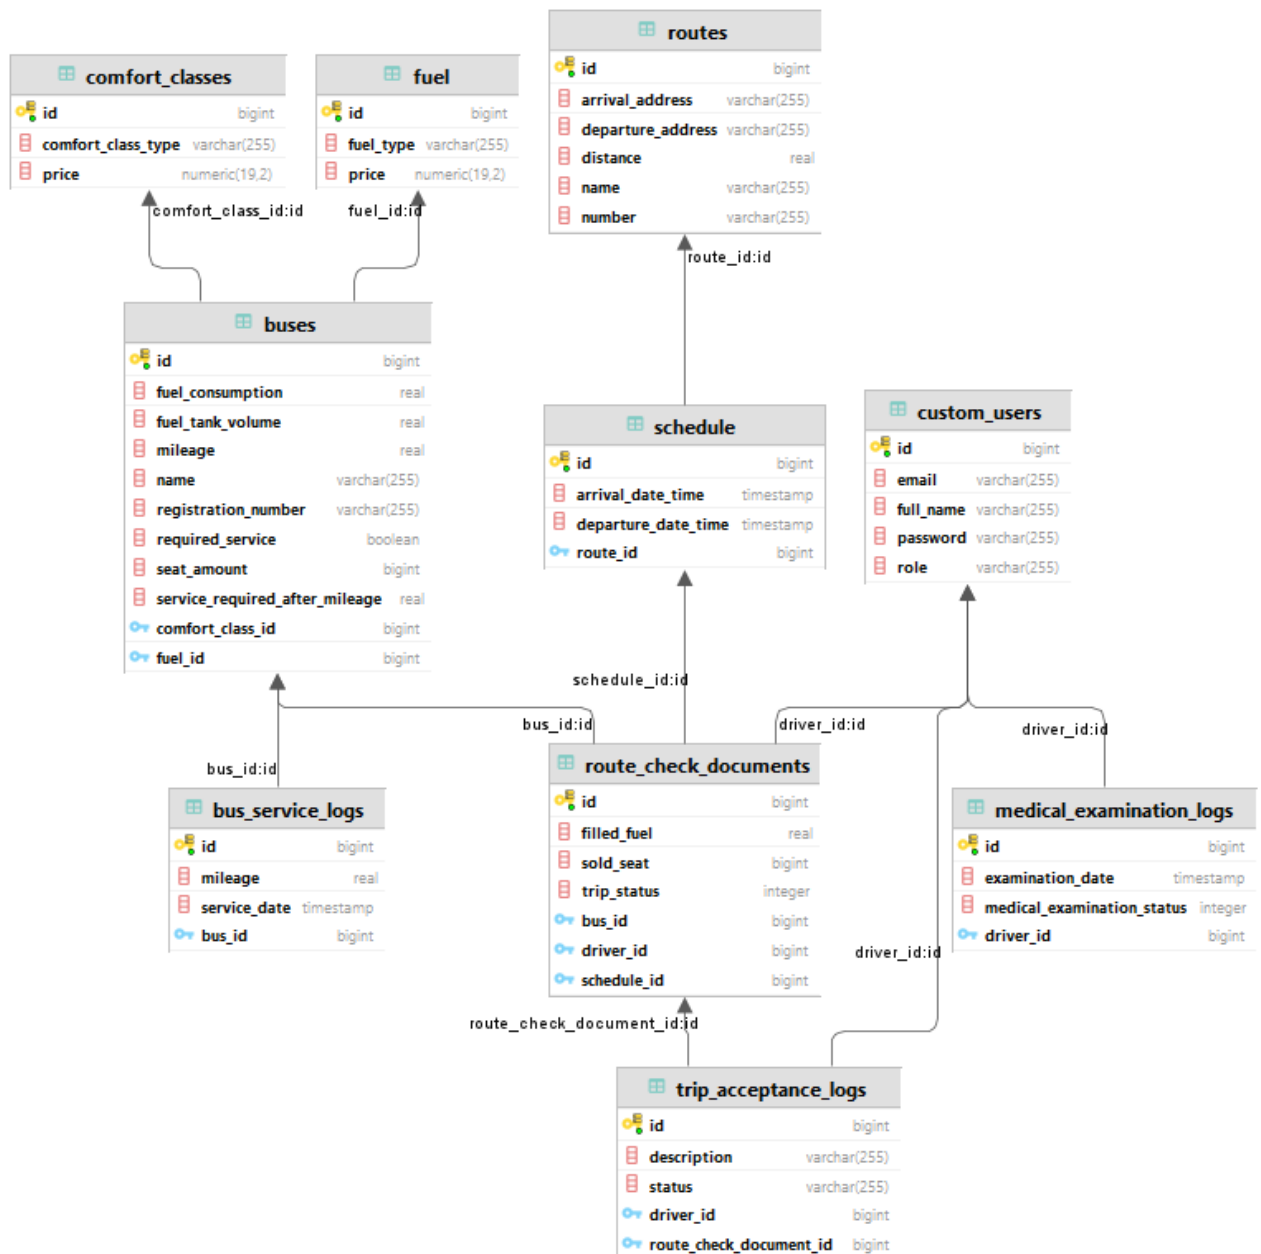 routes
id bigint
arrival_address varchar(255)
departure_address varchar(255)
distance real
name varchar(255)
number varchar(255)
comfort_classes
id bigint
comfort_class_type varchar(255)
price numeric(19,2)
fuel
id bigint
fuel_type varchar(255)
price numeric(19,2)
comfort_class_id:id
fuel_id:id
route_id:id
buses
id bigint
fuel_consumption real
fuel_tank_volume real
mileage real
name varchar(255)
registration_number varchar(255)
required_service boolean
seat_amount bigint
service_required_after_mileage real
comfort_class_id bigint
fuel_id bigint
schedule
id bigint
arrival_date_time timestamp
departure_date_time timestamp
route_id bigint
custom_users
id bigint
email varchar(255)
full_name varchar(255)
password varchar(255)
role varchar(255)
schedule_id:id
bus_id:id
driver_id:id
driver_id:id
bus_id:id
bus_service_logs
id bigint
mileage real
service_date timestamp
bus_id bigint
route_check_documents
id bigint
filled_fuel real
sold_seat bigint
trip_status integer
bus_id bigint
driver_id bigint
schedule_id bigint
medical_examination_logs
id bigint
examination_date timestamp
medical_examination_status integer
driver_id bigint
driver_id:id
route_check_document_id:id
trip_acceptance_logs
id bigint
description varchar(255)
status varchar(255)
driver_id bigint
route_check_document_id bigint